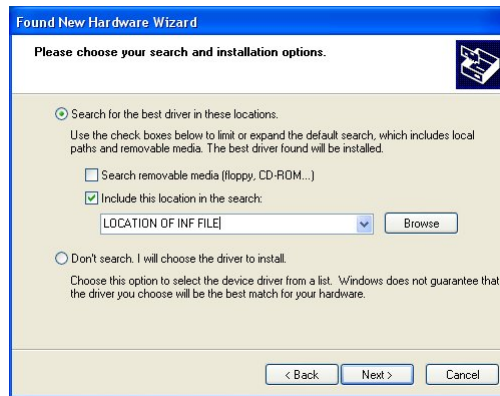 Found New Hardware Wizard
Please choose your search and installation options.
Search for the best driver in these locations.
Use the check boxes below to limit or expand the default search, which includes local
paths and removable media. The best driver found will be installed.
Search removable media (floppy, CD-ROM...)
Include this location in the search:
LOCATION OF INF FILE
Browse
Don't search. I will choose the driver to install.
Choose this option to select the device driver from a list. Windows does not guarantee that
the driver you choose will be the best match for your hardware.
< Back
Next >
Cancel